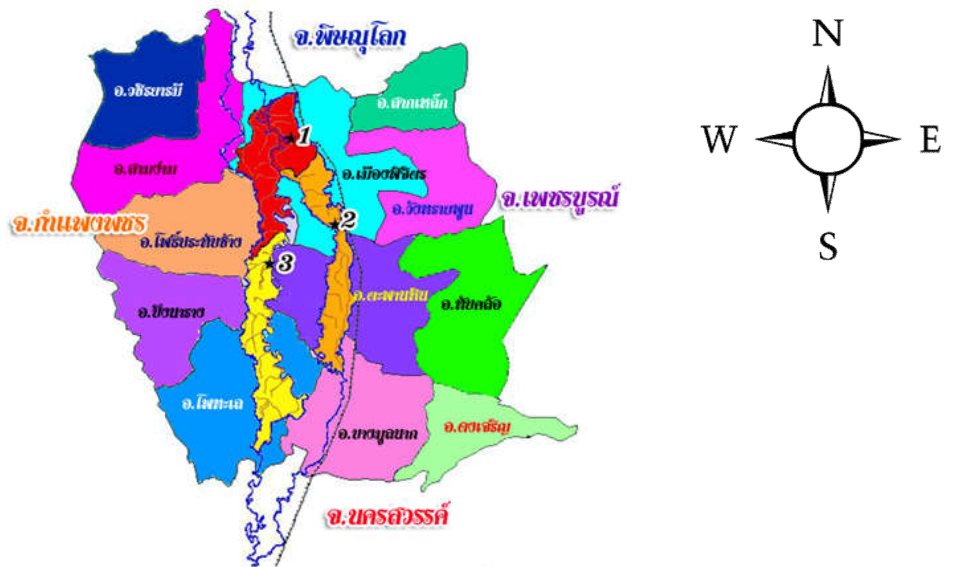 จ.พิษณุโลก
N
อ.วชิรบารมี
อ.สากเหล็ก
1
W
E
อ.สามง่าม
อ.เมืองพิจิตร
จ.กำแพงพชร
อ.วังทรายพูน
จ.เพชรบูรณ์
2
อ.โพธิ์ประทับช้าง
3
S
อ.บึงนาราง
อ.ตะพานหิน
อ.ทับคล้อ
อ.โพทะเล
อ.บางมูลนาก
อ.ดงเจริญ
จ.นครสวรรค์